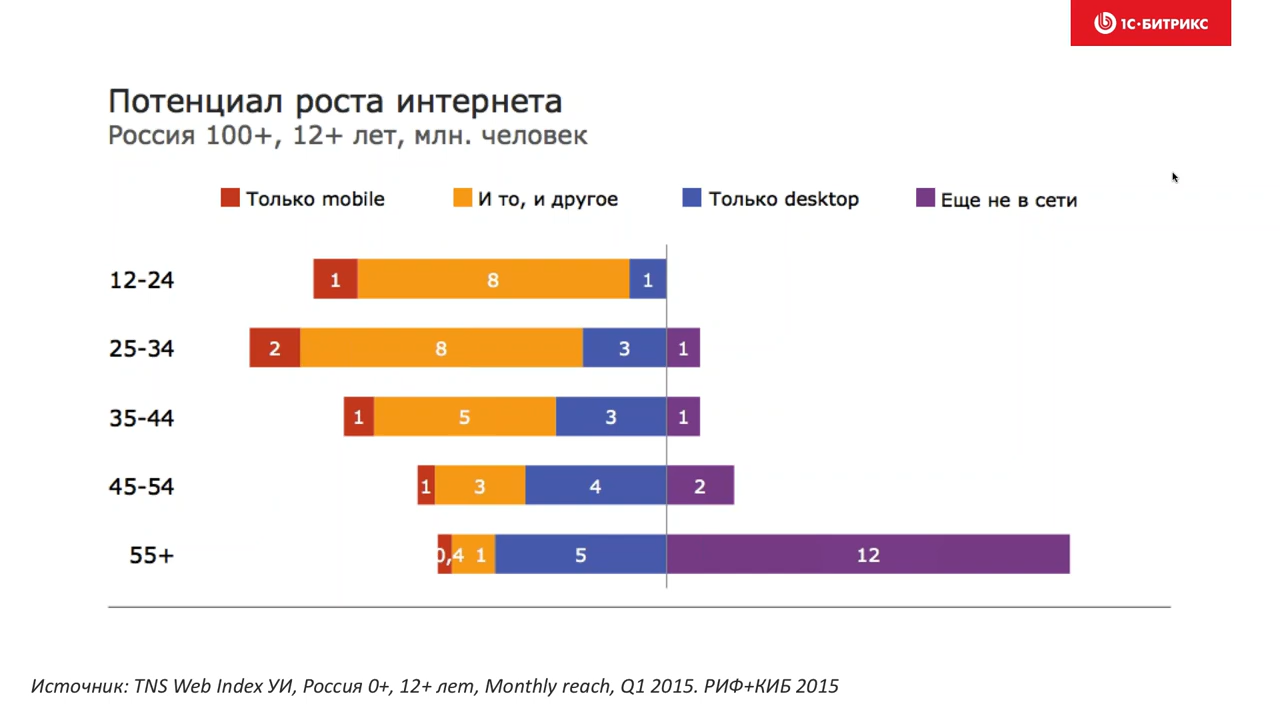 1С·БИТРИКС
Потенциал роста интернета
Россия 100+, 12+ лет, млн. человек
Только mobile И то, и другое Только desktop Еще не в сети
12-24 1 8 1
25-34 2 8 3 1
35-44 1 5 3 1
45-54 1 3 4 2
55+ 0,4 1 5 12
Источник: TNS Web Index УИ, Россия 0+, 12+ лет, Monthly reach, Q1 2015. РИФ+КИБ 2015